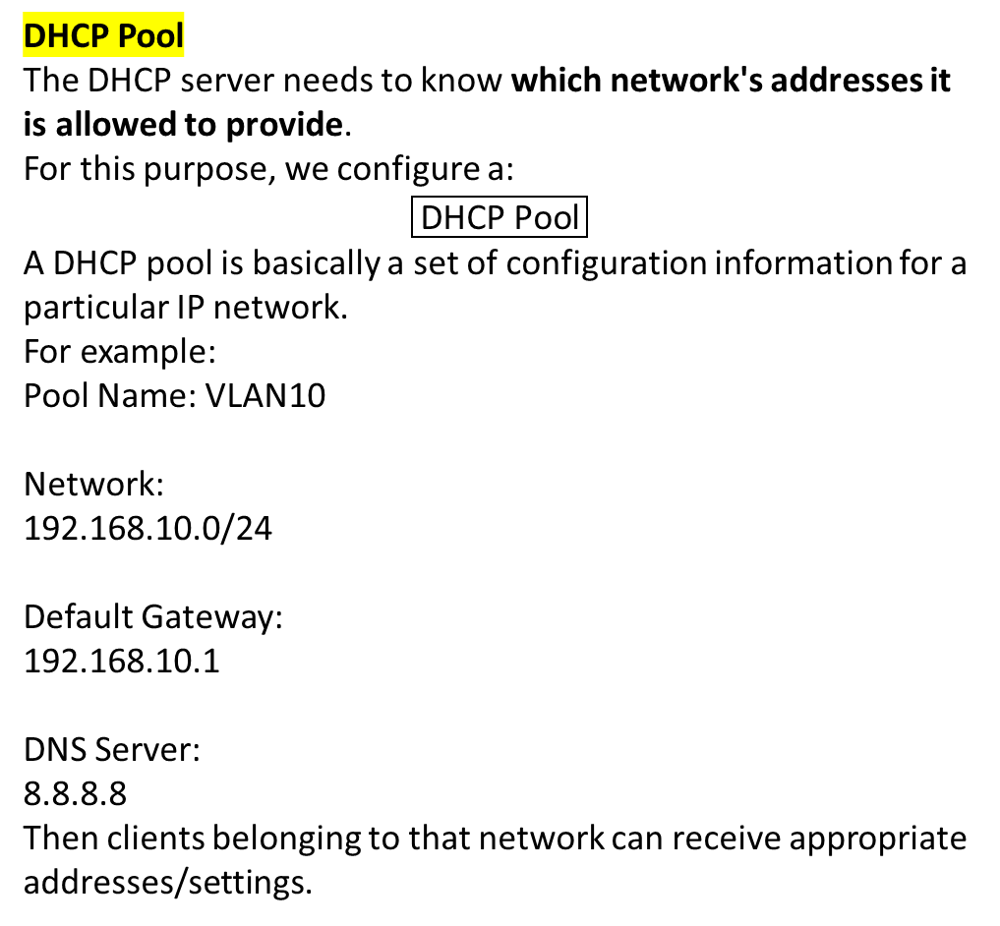 DHCP Pool
The DHCP server needs to know which network's addresses it
is allowed to provide.
For this purpose, we configure a:
DHCP Pool
A DHCP pool is basically a set of configuration information for a
particular IP network.
For example:
Pool Name: VLAN10
Network:
192.168.10.0/24
Default Gateway:
192.168.10.1
DNS Server:
8.8.8.8
Then clients belonging to that network can receive appropriate
addresses/settings.